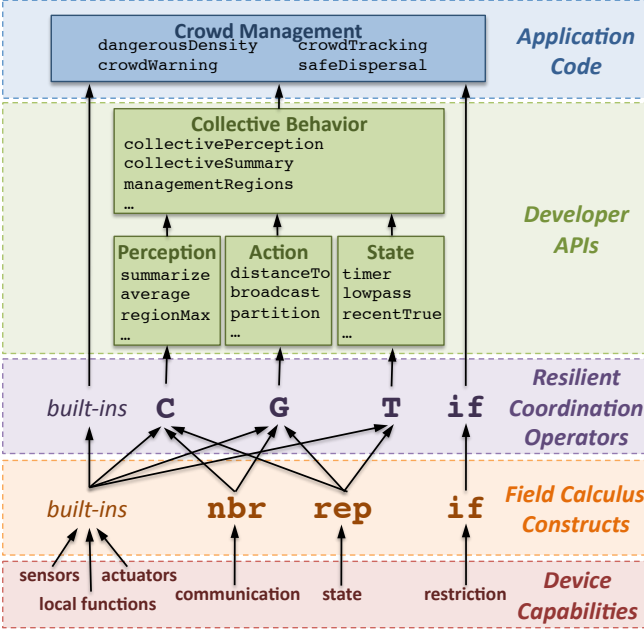 Crowd Management
dangerousDensity crowdTracking
crowdWarning safeDispersal
Application
Code
Collective Behavior
collectivePerception
collectiveSummary
managementRegions
…
Developer
APIs
Perception
summarize
average
regionMax
…
Action
distanceTo
broadcast
partition
…
State
timer
lowpass
recentTrue
…
built-ins C G T if
Resilient
Coordination
Operators
built-ins nbr rep if
Field Calculus
Constructs
sensors actuators
local functions
communication state restriction
Device
Capabilities